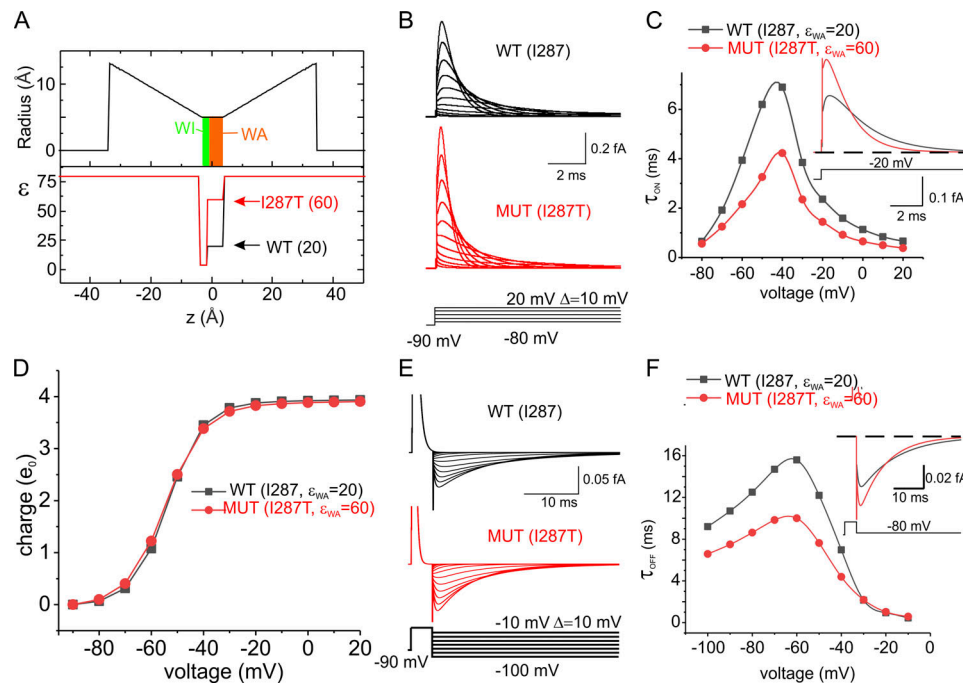 A
Radius (Å)
10
5
0
WI
WA
ε
75
50
25
0
I287T (60)
WT (20)
-40 -20 0 20 40
z (Å)
B
WT (I287)
0.2 fA
2 ms
MUT (I287T)
20 mV Δ=10 mV
-90 mV
-80 mV
C
WT (I287, εWA=20)
MUT (I287T, εWA=60)
τON (ms)
6
4
2
0
-20 mV
0.1 fA
2 ms
-80 -60 -40 -20 0 20
voltage (mV)
D
charge (e0)
4
3
2
1
0
WT (I287, εWA=20)
MUT (I287T, εWA=60)
-80 -60 -40 -20 0 20
voltage (mV)
E
WT (I287)
0.05 fA
10 ms
MUT (I287T)
-10 mV Δ=10 mV
-90 mV
-100 mV
F
WT (I287, εWA=20)
MUT (I287T, εWA=60)
τOFF (ms)
16
12
8
4
0
0.02 fA
10 ms
-80 mV
-100 -80 -60 -40 -20 0
voltage (mV)